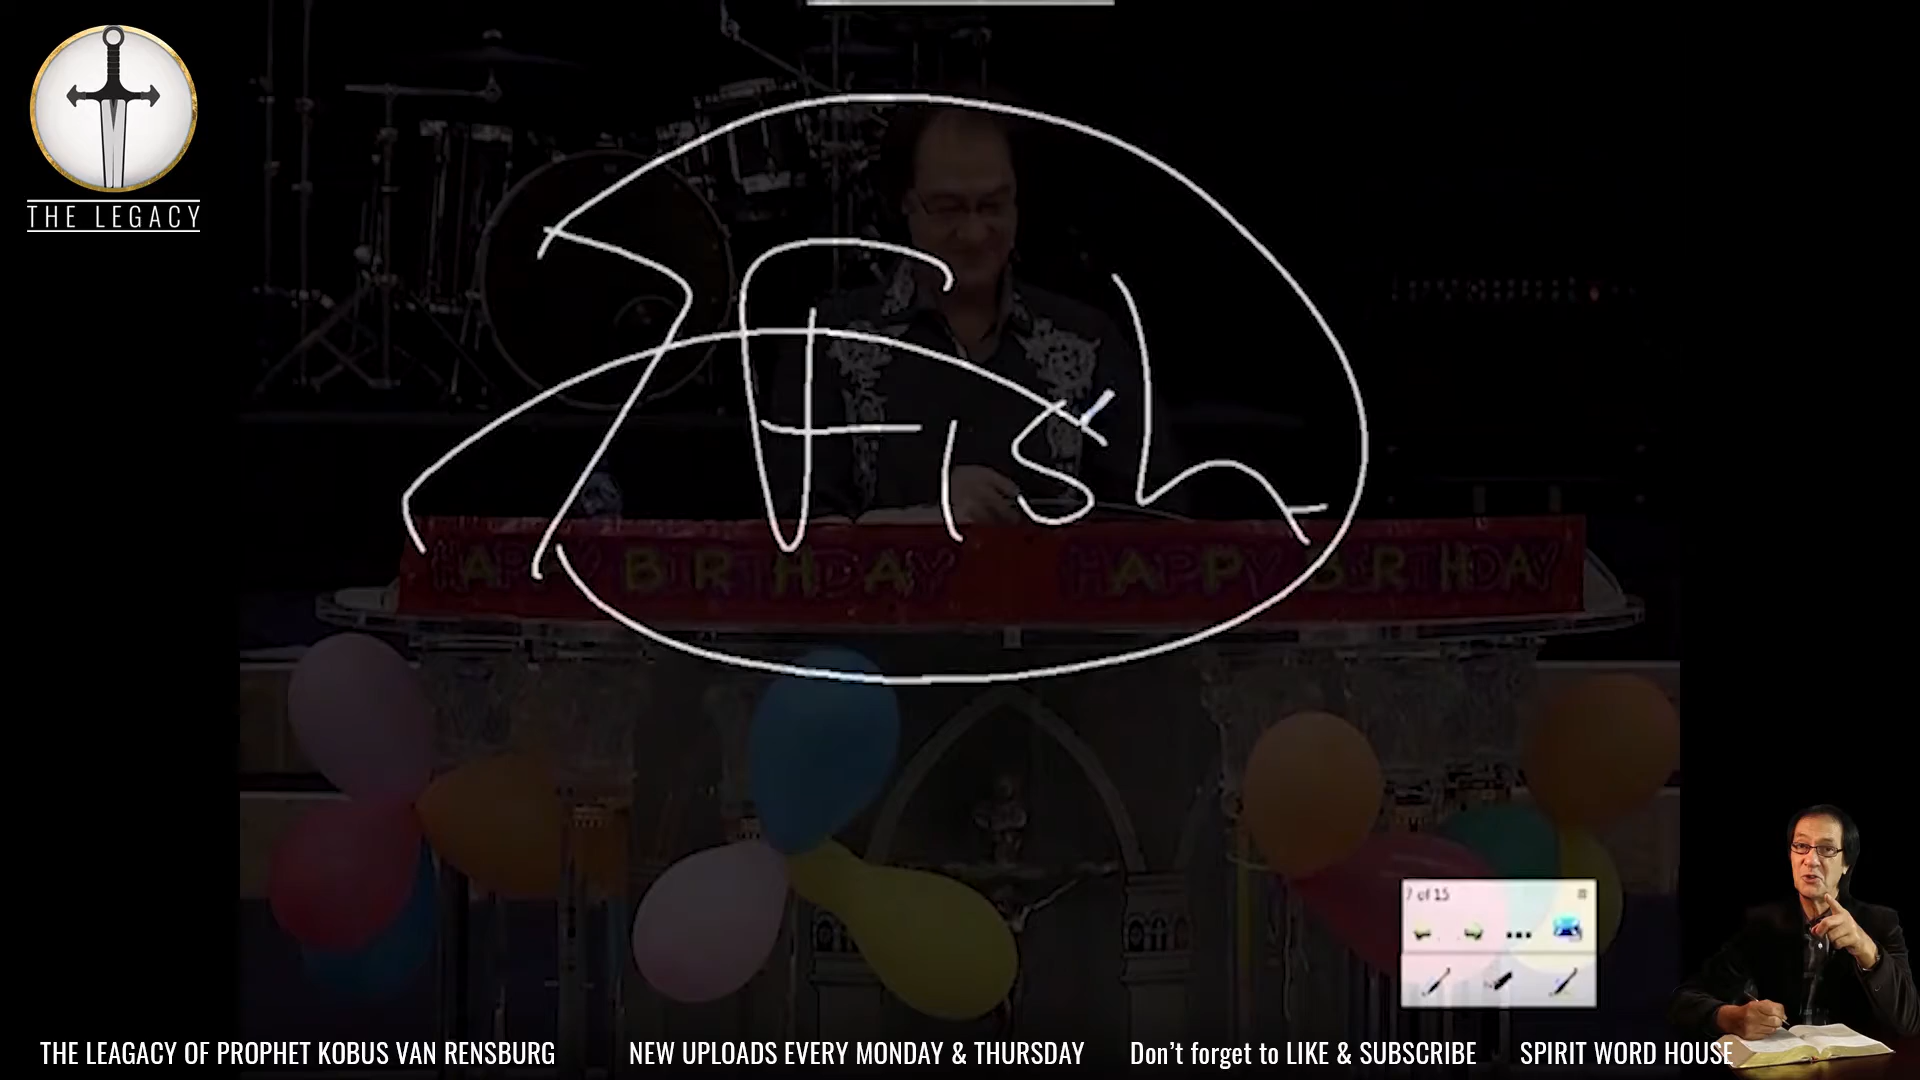 THE LEGACY
Fish
HAPPY BIRTHDAY HAPPY BIRTHDAY
7 of 15
THE LEAGACY OF PROPHET KOBUS VAN RENSBURG NEW UPLOADS EVERY MONDAY & THURSDAY Don't forget to LIKE & SUBSCRIBE SPIRIT WORD HOUSE